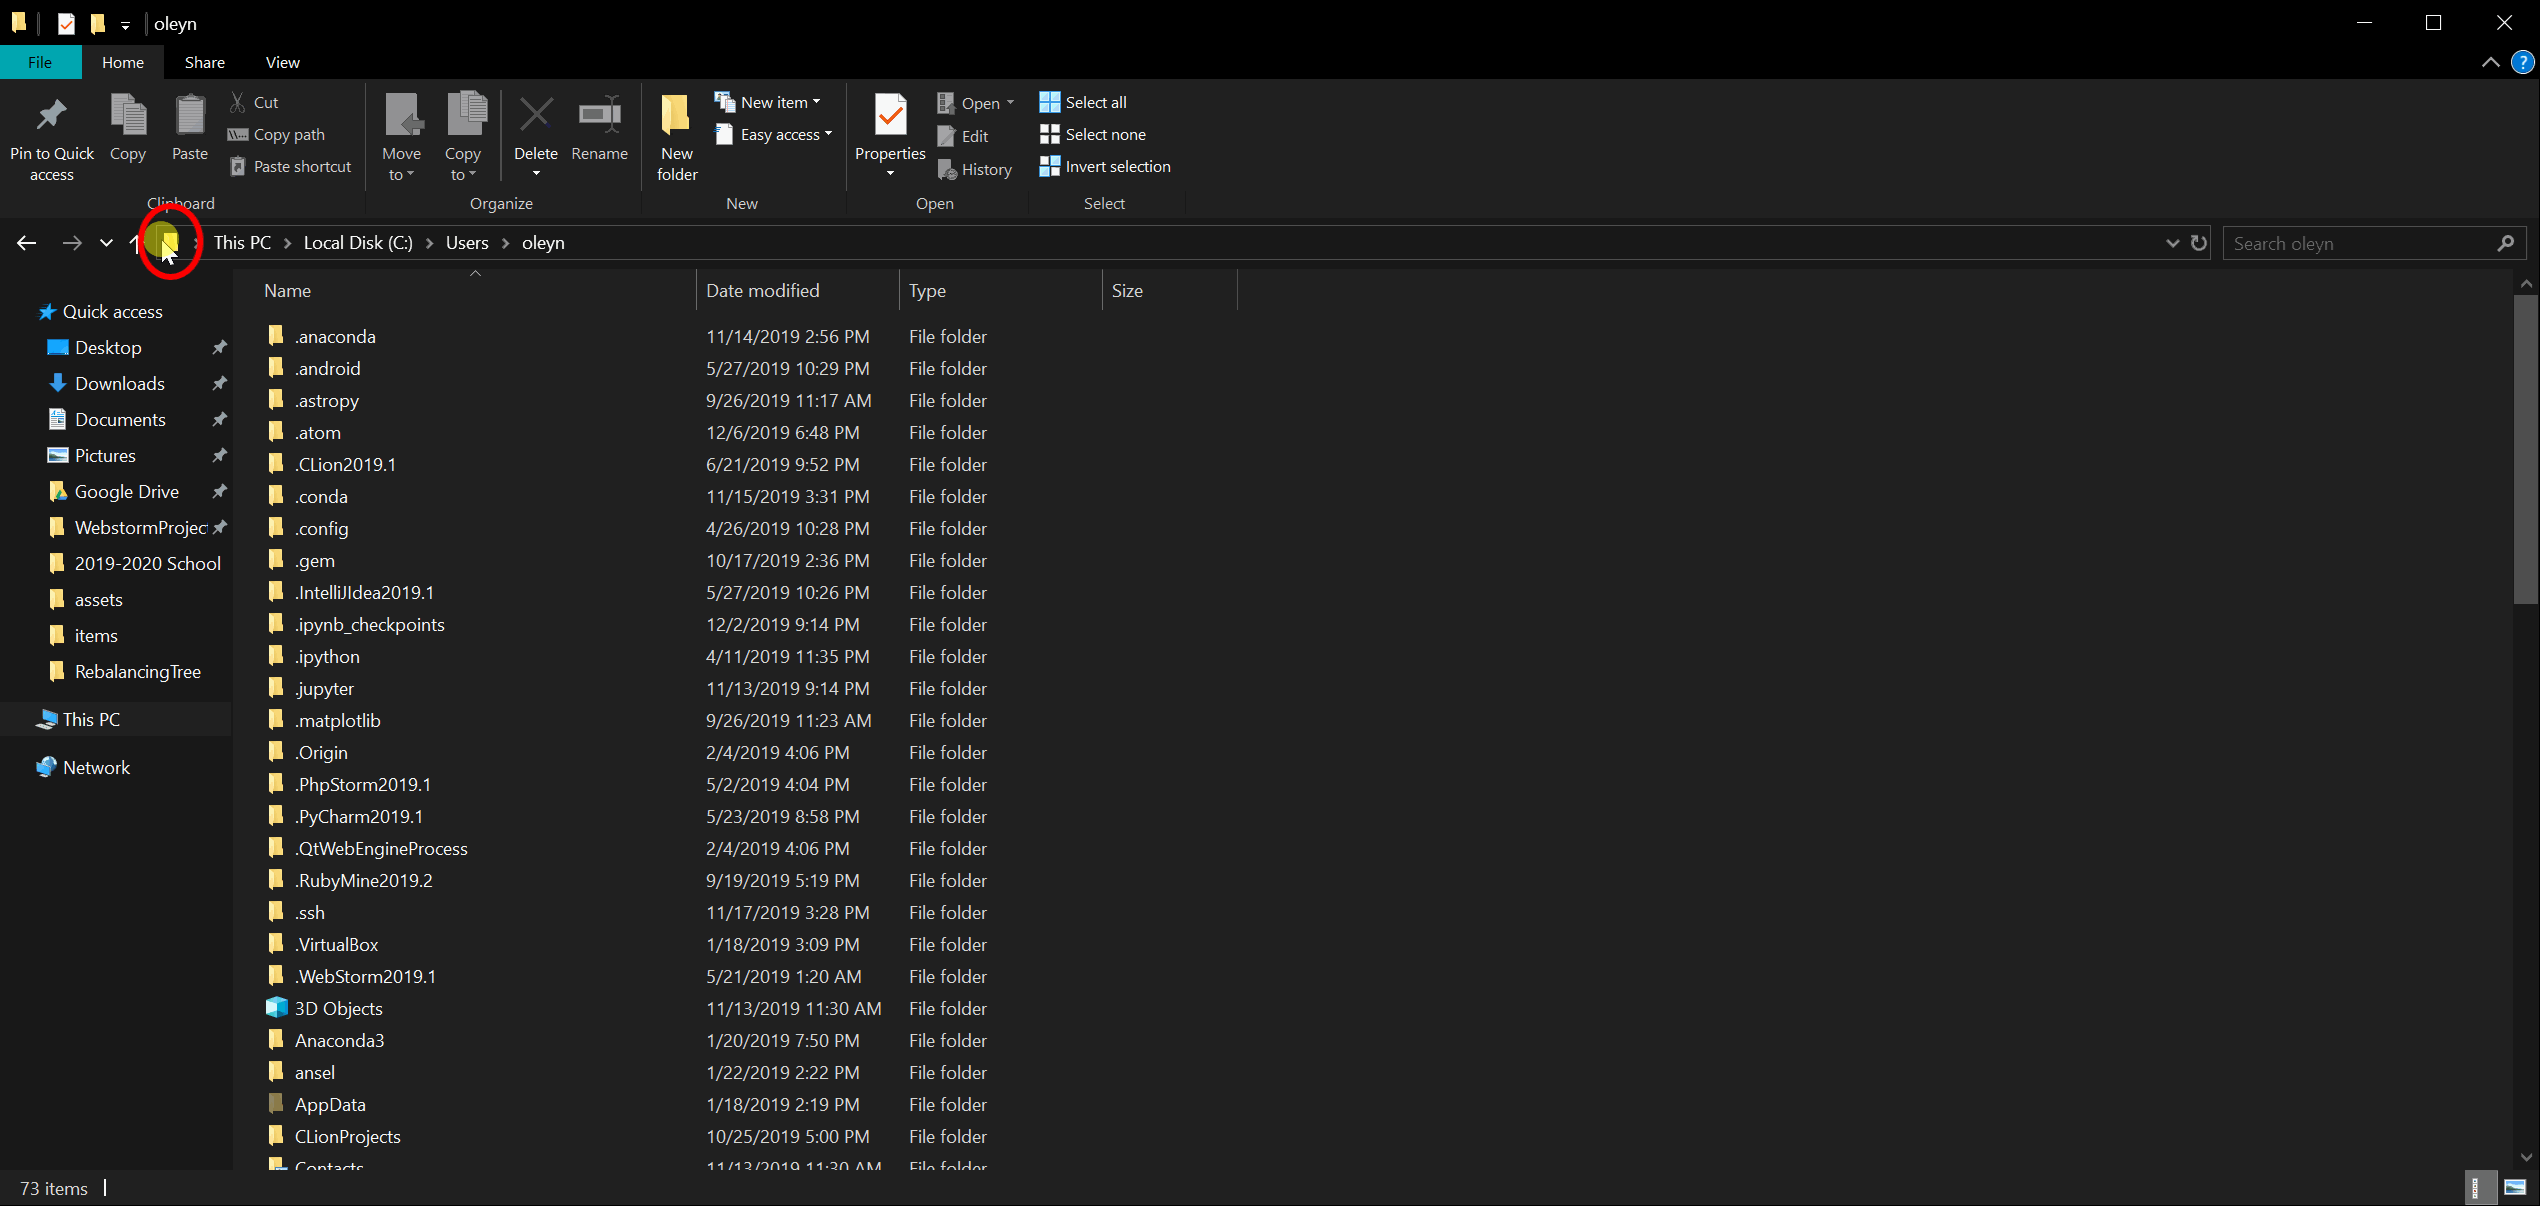 oleyn
File Home Share View
Pin to Quick access
Copy
Paste
Cut
Copy path
Paste shortcut
Clipboard
Move to
Copy to
Delete
Rename
Organize
New folder
New item
Easy access
New
Properties
Open
Edit
History
Open
Select all
Select none
Invert selection
Select
This PC > Local Disk (C:) > Users > oleyn
Search oleyn
Quick access
Desktop
Downloads
Documents
Pictures
Google Drive
WebstormProjec
2019-2020 School
assets
items
RebalancingTree
This PC
Network
Name Date modified Type Size
.anaconda 11/14/2019 2:56 PM File folder
.android 5/27/2019 10:29 PM File folder
.astropy 9/26/2019 11:17 AM File folder
.atom 12/6/2019 6:48 PM File folder
.CLion2019.1 6/21/2019 9:52 PM File folder
.conda 11/15/2019 3:31 PM File folder
.config 4/26/2019 10:28 PM File folder
.gem 10/17/2019 2:36 PM File folder
.IntelliJIdea2019.1 5/27/2019 10:26 PM File folder
.ipynb_checkpoints 12/2/2019 9:14 PM File folder
.ipython 4/11/2019 11:35 PM File folder
.jupyter 11/13/2019 9:14 PM File folder
.matplotlib 9/26/2019 11:23 AM File folder
.Origin 2/4/2019 4:06 PM File folder
.PhpStorm2019.1 5/2/2019 4:04 PM File folder
.PyCharm2019.1 5/23/2019 8:58 PM File folder
.QtWebEngineProcess 2/4/2019 4:06 PM File folder
.RubyMine2019.2 9/19/2019 5:19 PM File folder
.ssh 11/17/2019 3:28 PM File folder
.VirtualBox 1/18/2019 3:09 PM File folder
.WebStorm2019.1 5/21/2019 1:20 AM File folder
3D Objects 11/13/2019 11:30 AM File folder
Anaconda3 1/20/2019 7:50 PM File folder
ansel 1/22/2019 2:22 PM File folder
AppData 1/18/2019 2:19 PM File folder
CLionProjects 10/25/2019 5:00 PM File folder
Contacts 11/13/2019 11:30 AM File folder
73 items